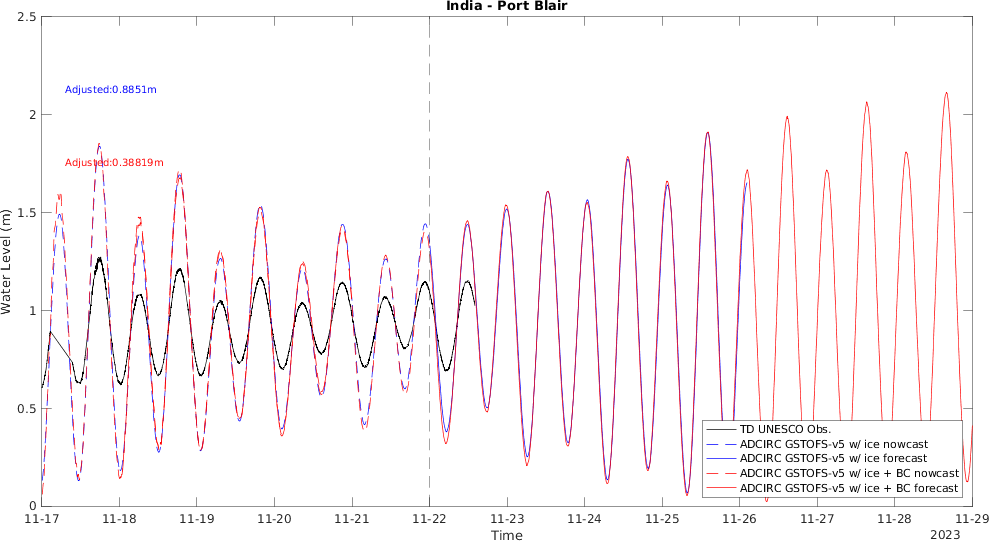 India - Port Blair
2.5
2
1.5
1
0.5
0
Water Level (m)
Adjusted:0.8851m
Adjusted:0.38819m
TD UNESCO Obs.
ADCIRC GSTOFS-v5 w/ ice nowcast
ADCIRC GSTOFS-v5 w/ ice forecast
ADCIRC GSTOFS-v5 w/ ice + BC nowcast
ADCIRC GSTOFS-v5 w/ ice + BC forecast
11-17 11-18 11-19 11-20 11-21 11-22 11-23 11-24 11-25 11-26 11-27 11-28 11-29
Time
2023